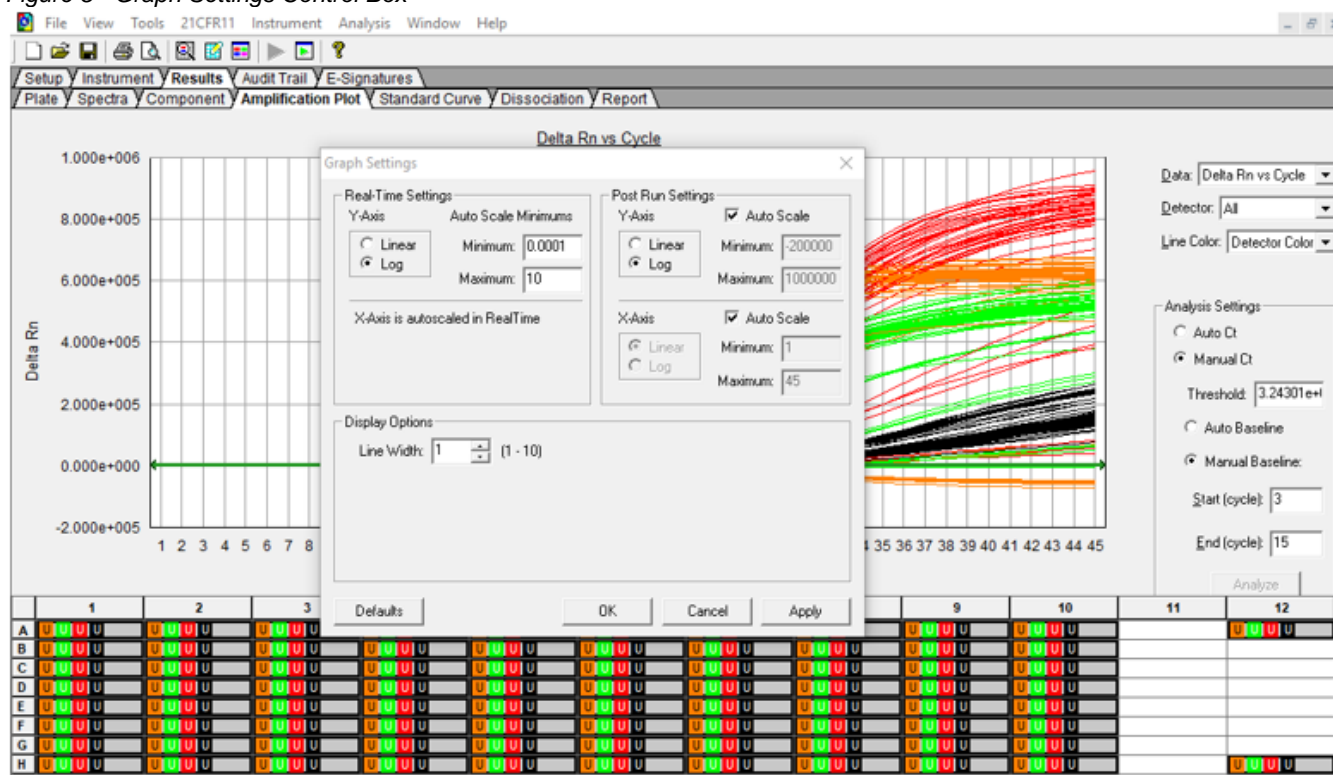 Figure 3 - Graph Settings Control Box
File View Tools 21CFR11 Instrument Analysis Window Help
Setup Instrument Results Audit Trail E-Signatures
Plate Spectra Component Amplification Plot Standard Curve Dissociation Report
Delta Rn vs Cycle
Delta Rn
1.000e+006
8.000e+005
6.000e+005
4.000e+005
2.000e+005
0.000e+000
-2.000e+005
1 2 3 4 5 6 7 8
35 36 37 38 39 40 41 42 43 44 45
Graph Settings
Real-Time Settings
Y-Axis Auto Scale Minimums
Linear Minimum: 0.0001
Log
Maximum: 10
X-Axis is autoscaled in RealTime
Post Run Settings
Y-Axis Auto Scale
Linear Minimum: -200000
Log
Maximum: 1000000
X-Axis Auto Scale
Linear Minimum: 1
Log
Maximum: 45
Display Options
Line Width: 1 (1 - 10)
Defaults OK Cancel Apply
Data: Delta Rn vs Cycle
Detector: All
Line Color: Detector Color
Analysis Settings
Auto Ct
Manual Ct
Threshold: 3.24301e+
Auto Baseline
Manual Baseline:
Start (cycle): 3
End (cycle): 15
Analyze
1 2 3 9 10 11 12
A U U U U U U U U U U U U U U U U U U U U U U U U
B U U U U U U U U U U U U U U U U U U U U U U U U U U U U U U U U U U U U U U U U
C U U U U U U U U U U U U U U U U U U U U U U U U U U U U U U U U U U U U U U U U
D U U U U U U U U U U U U U U U U U U U U U U U U U U U U U U U U U U U U U U U U
E U U U U U U U U U U U U U U U U U U U U U U U U U U U U U U U U U U U U U U U U
F U U U U U U U U U U U U U U U U U U U U U U U U U U U U U U U U U U U U U U U U
G U U U U U U U U U U U U U U U U U U U U U U U U U U U U U U U U U U U U U U U U
H U U U U U U U U U U U U U U U U U U U U U U U U U U U U U U U U U U U U U U U U U U U U